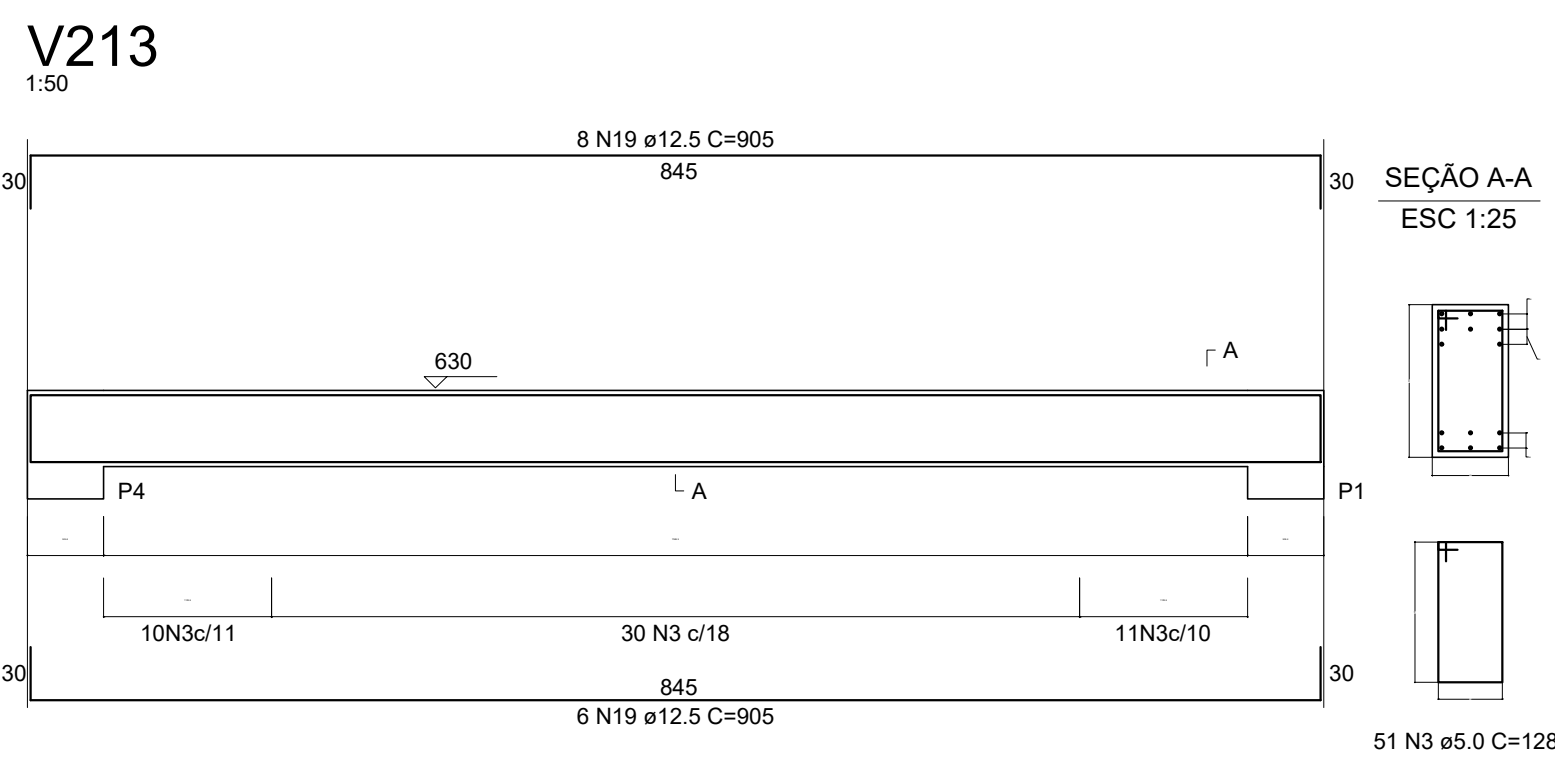 V213
1:50
8 N19 ø12.5 C=905
845
30
30
SEÇÃO A-A
ESC 1:25
630
A
P4
A
P1
10N3c/11
30 N3 c/18
11N3c/10
30
845
30
6 N19 ø12.5 C=905
51 N3 ø5.0 C=128